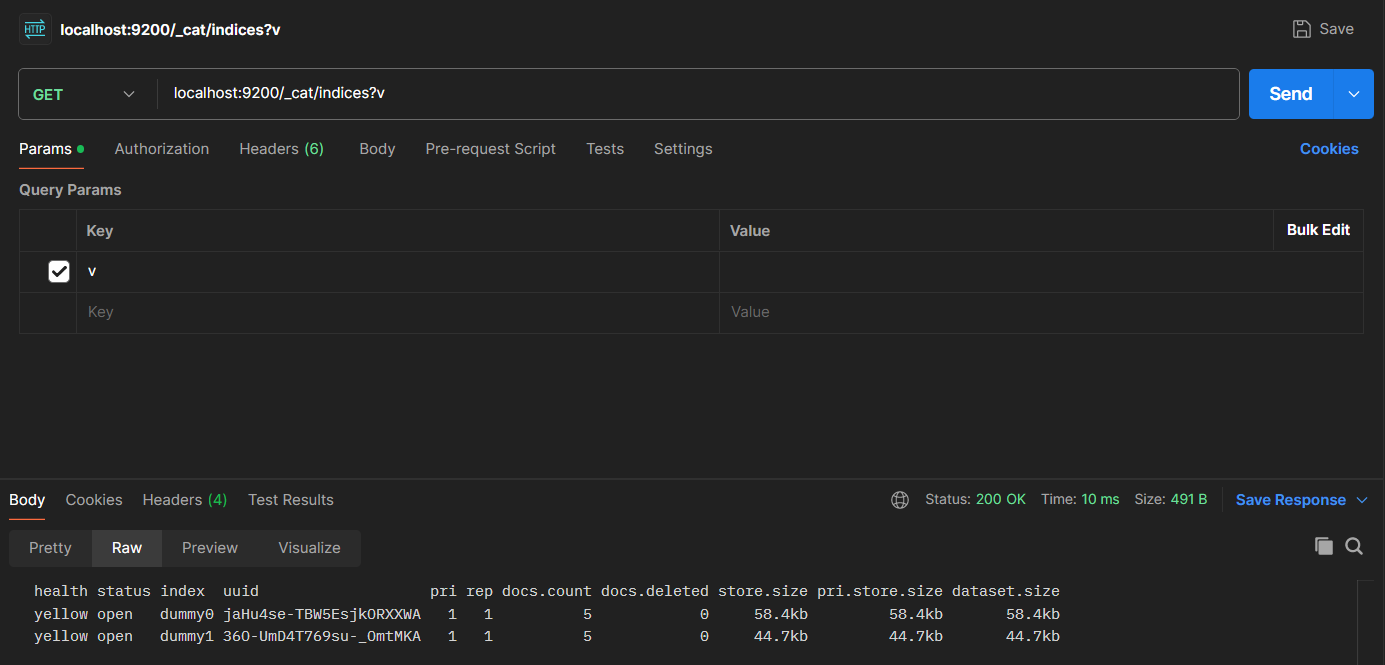 HTTP localhost:9200/_cat/indices?v Save
GET localhost:9200/_cat/indices?v Send
Params Authorization Headers (6) Body Pre-request Script Tests Settings Cookies
Query Params
Key Value Bulk Edit
v
Key Value
Body Cookies Headers (4) Test Results Status: 200 OK Time: 10 ms Size: 491 B Save Response
Pretty Raw Preview Visualize
health status index uuid pri rep docs.count docs.deleted store.size pri.store.size dataset.size
yellow open dummy0 jaHu4se-TBW5EsjkORXXWA 1 1 5 0 58.4kb 58.4kb 58.4kb
yellow open dummy1 36O-UmD4T769su-_OmtMKA 1 1 5 0 44.7kb 44.7kb 44.7kb